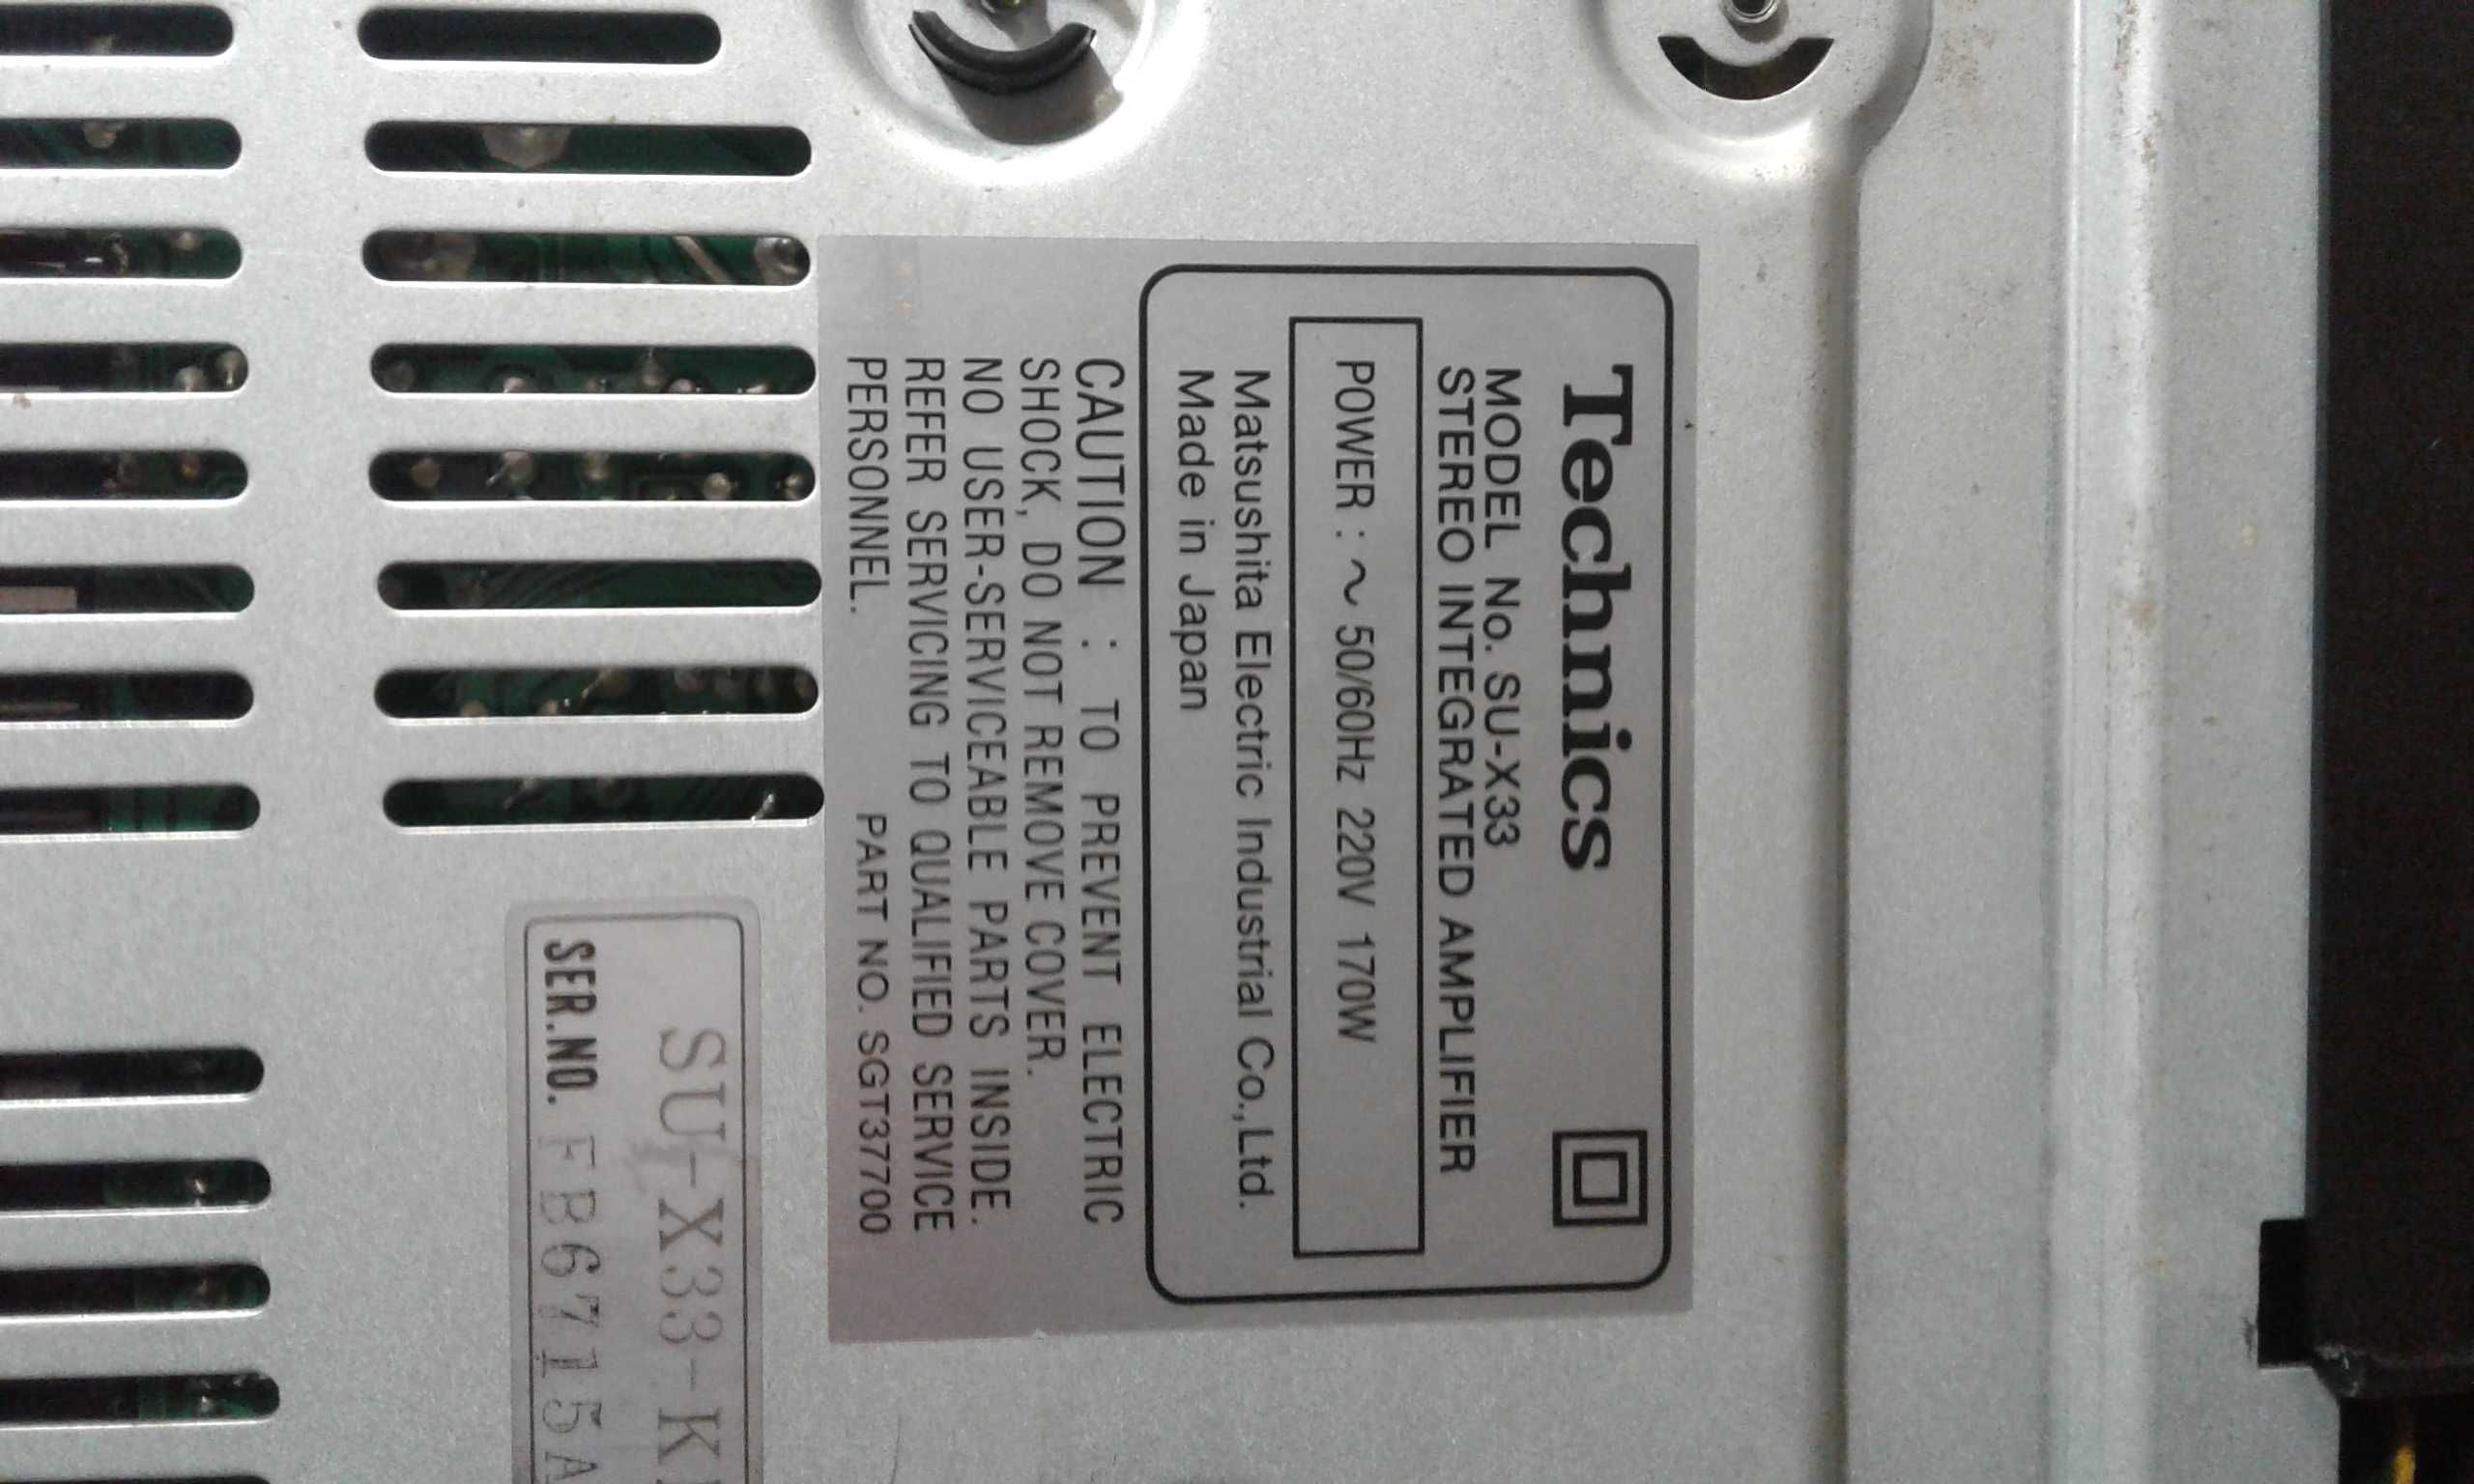 Technics
MODEL No. SU-X33
STEREO INTEGRATED AMPLIFIER
POWER : ∼ 50/60Hz 220V 170W
Matsushita Electric Industrial Co.,Ltd.
Made in Japan
CAUTION : TO PREVENT ELECTRIC
SHOCK, DO NOT REMOVE COVER.
NO USER-SERVICEABLE PARTS INSIDE.
REFER SERVICING TO QUALIFIED SERVICE
PERSONNEL.
PART NO. SGT37700
SU-X33-K
SER.NO. FB6715A